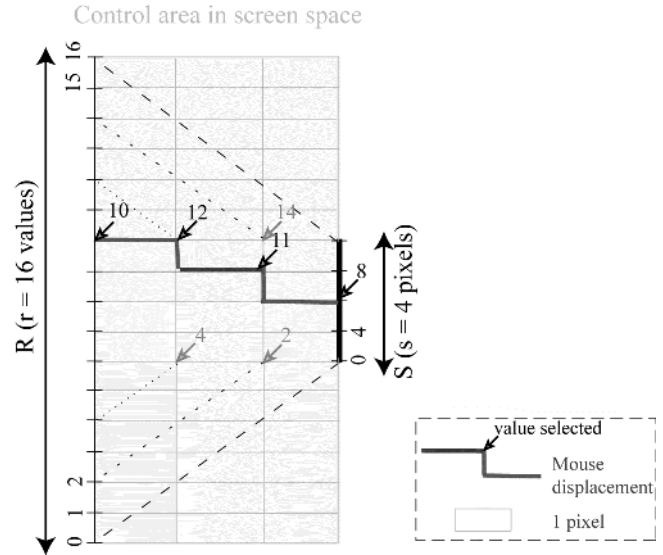 Control area in screen space
16
15
10
12
14
11
8
4
2
4
0
2
1
0
R (r = 16 values)
S (s = 4 pixels)
value selected
Mouse
displacement
1 pixel